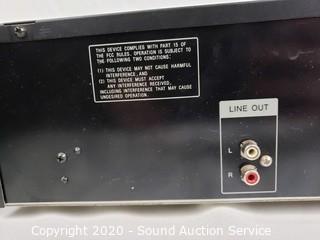 THIS DEVICE COMPLIES WITH PART 15 OF
THE FCC RULES. OPERATION IS SUBJECT TO
THE FOLLOWING TWO CONDITIONS:
(1) THIS DEVICE MAY NOT CAUSE HARMFUL
INTERFERENCE, AND
(2) THIS DEVICE MUST ACCEPT
ANY INTERFERENCE RECEIVED,
INCLUDING INTERFERENCE THAT MAY CAUSE
UNDESIRED OPERATION.
LINE OUT
L
R
Copyright © 2020 - Sound Auction Service